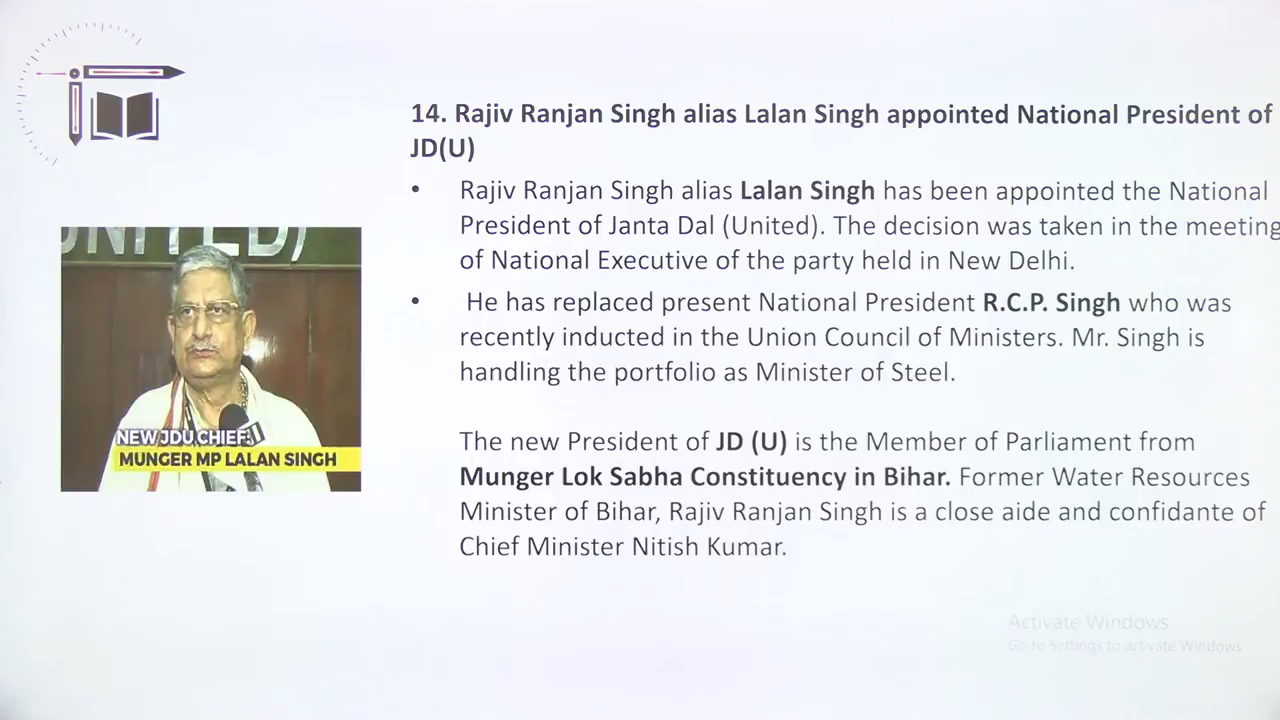 14. Rajiv Ranjan Singh alias Lalan Singh appointed National President of
JD(U)
• Rajiv Ranjan Singh alias Lalan Singh has been appointed the National
President of Janta Dal (United). The decision was taken in the meeting
of National Executive of the party held in New Delhi.
• He has replaced present National President R.C.P. Singh who was
recently inducted in the Union Council of Ministers. Mr. Singh is
handling the portfolio as Minister of Steel.
The new President of JD (U) is the Member of Parliament from
Munger Lok Sabha Constituency in Bihar. Former Water Resources
Minister of Bihar, Rajiv Ranjan Singh is a close aide and confidante of
Chief Minister Nitish Kumar.
UNITED)
NEW JDU CHIEF:
MUNGER MP LALAN SINGH
Activate Windows
Go to Settings to activate Windows